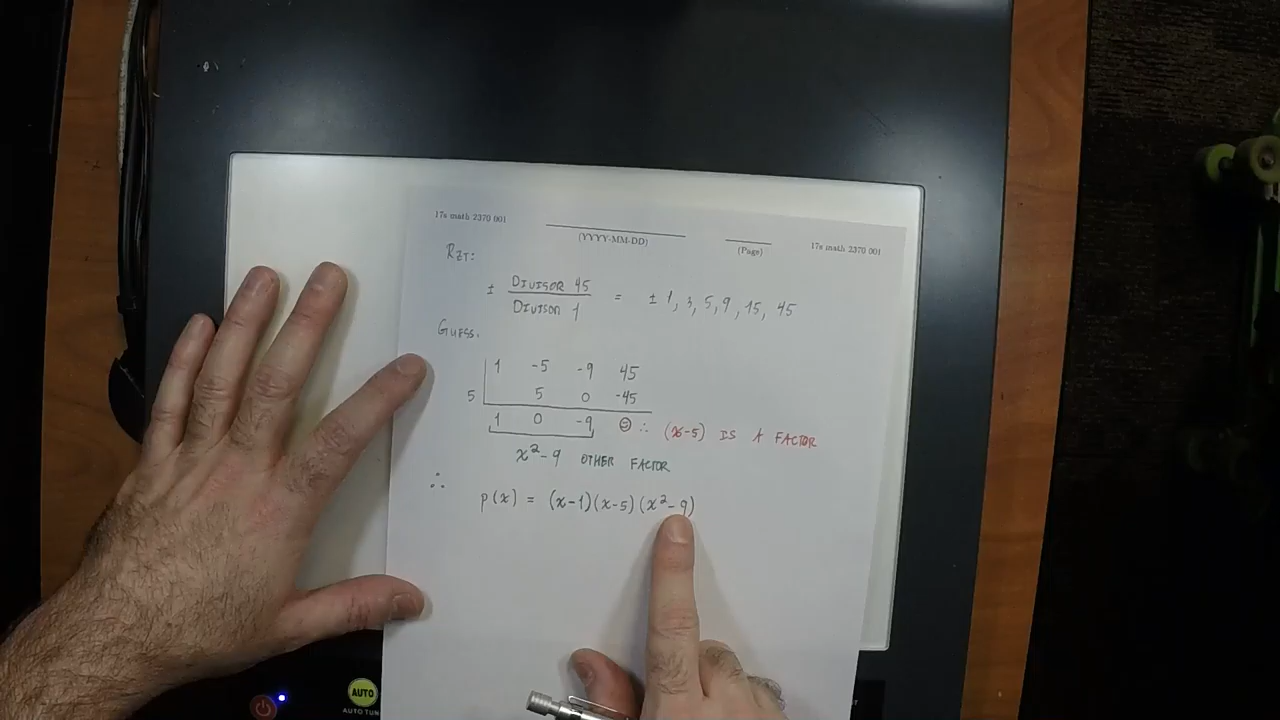 17s math 2370 001
(YYYY-MM-DD)
(Page)
17s math 2370 001
RZT:
± DIVISOR 45 / DIVISOR 1 = ± 1, 3, 5, 9, 15, 45
GUESS.
1 -5 -9 45
5 5 0 -45
1 0 -9 0 ∴ (x-5) IS A FACTOR
x²-9 OTHER FACTOR
∴ p(x) = (x-1)(x-5)(x²-9)
AUTO
AUTO TUN